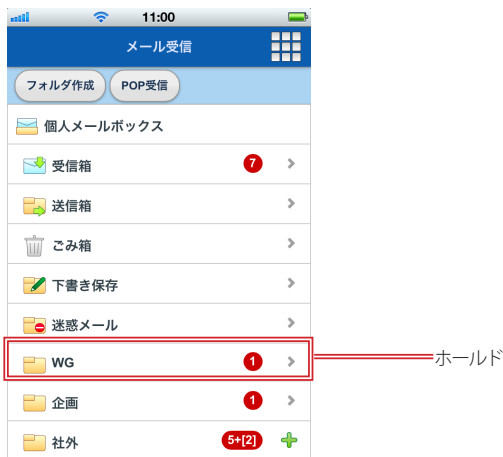 11:00
メール受信
フォルダ作成 POP受信
個人メールボックス
受信箱 7
送信箱
ごみ箱
下書き保存
迷惑メール
WG 1 ホールド
企画 1
社外 5+[2]